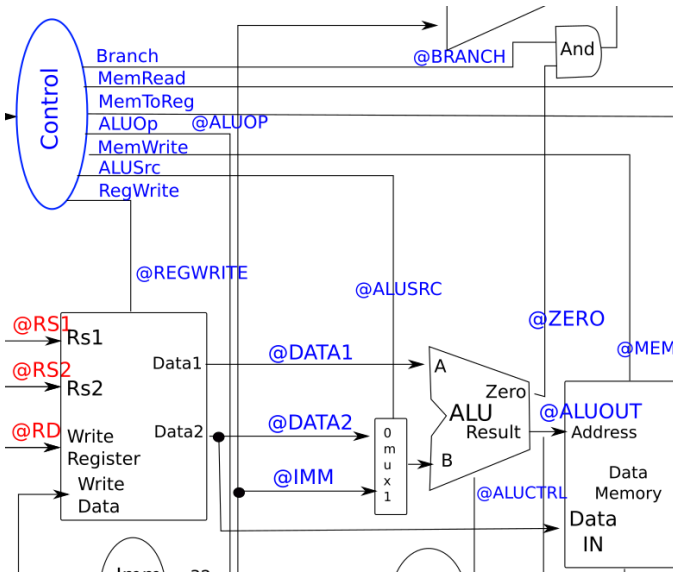 And
Branch
@BRANCH
MemRead
MemToReg
ALUOp
@ALUOP
MemWrite
ALUSrc
RegWrite
Control
@REGWRITE
@ALUSRC
@ZERO
@MEM
@RS1
Rs1
@RS2
Rs2
@RD
Write
Register
Write
Data
Data1
@DATA1
Data2
@DATA2
@IMM
0
m
u
x
1
A
Zero
ALU
Result
B
@ALUOUT
Address
@ALUCTRL
Data
Memory
Data
IN